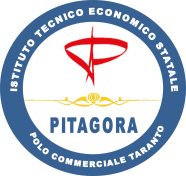 ISTITUTO TECNICO ECONOMICO STATALE
PITAGORA
POLO COMMERCIALE TARANTO